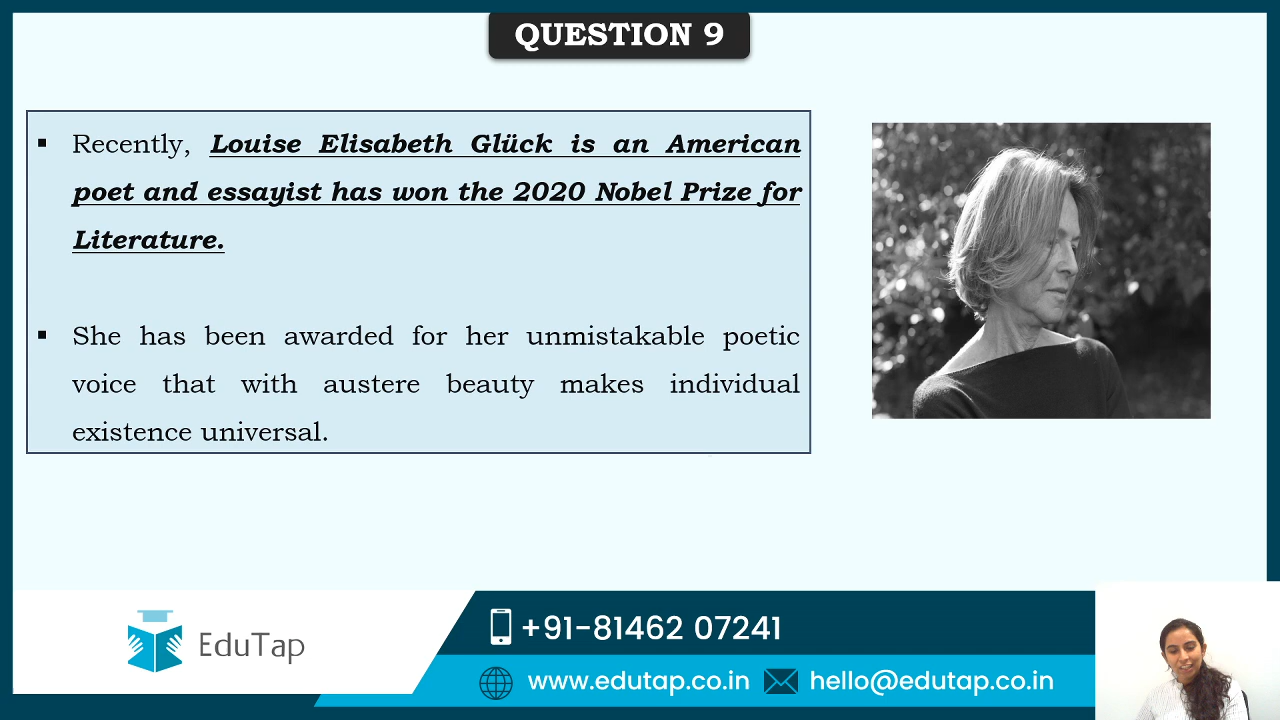 QUESTION 9
▪ Recently, Louise Elisabeth Glück is an American
poet and essayist has won the 2020 Nobel Prize for
Literature.
▪ She has been awarded for her unmistakable poetic
voice that with austere beauty makes individual
existence universal.
EduTap
+91-81462 07241
www.edutap.co.in
hello@edutap.co.in